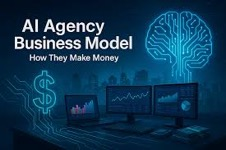 AI Agency
Business Model
How They Make Money
$